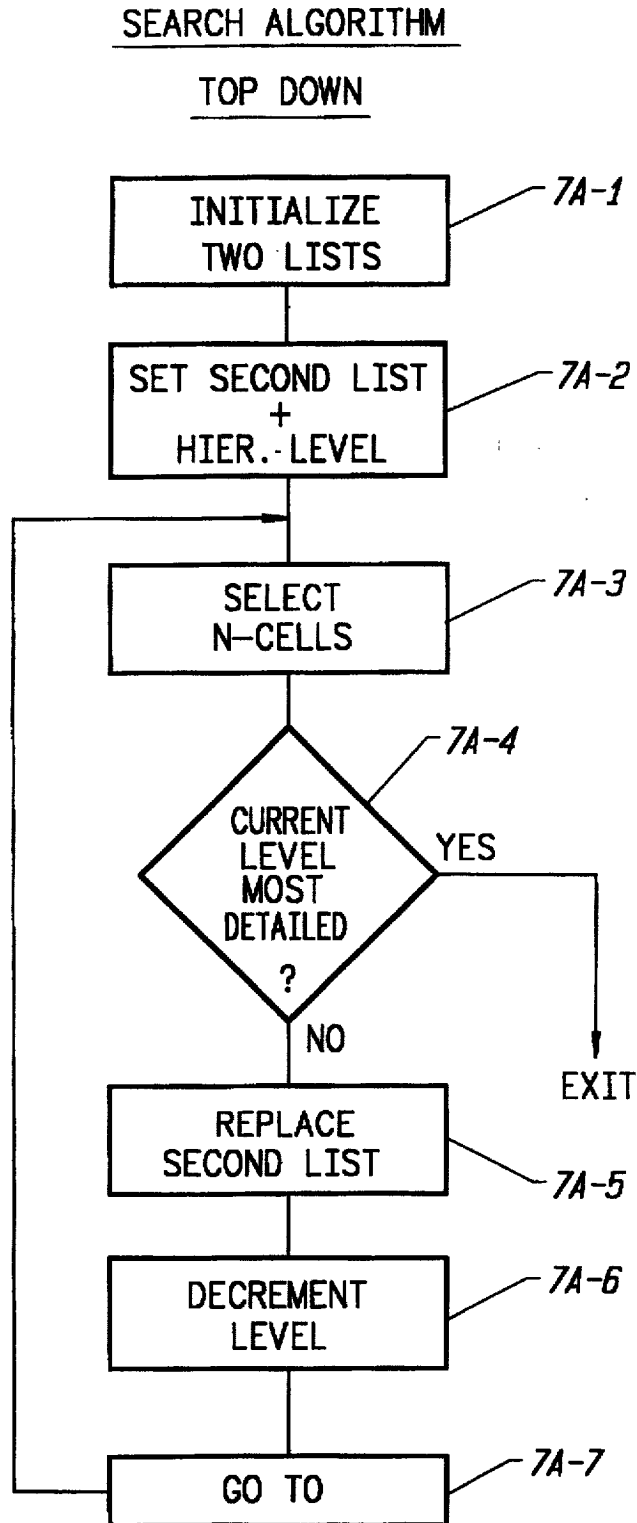 SEARCH ALGORITHM
TOP DOWN
7A-1
INITIALIZE
TWO LISTS
7A-2
SET SECOND LIST
+
HIER.-LEVEL
7A-3
SELECT
N-CELLS
7A-4
CURRENT
LEVEL
MOST
DETAILED
?
YES
NO
EXIT
REPLACE
SECOND LIST
7A-5
7A-6
DECREMENT
LEVEL
7A-7
GO TO